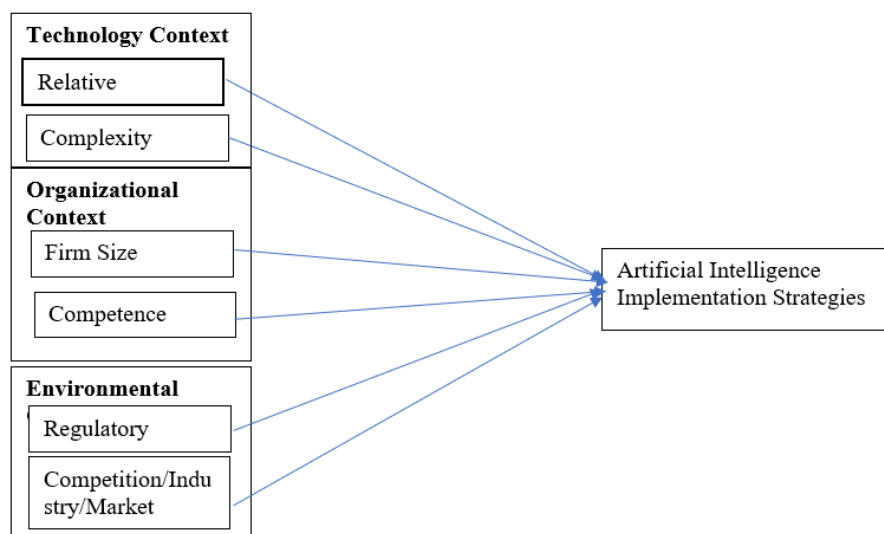 Technology Context
Relative
Complexity
Organizational
Context
Firm Size
Competence
Environmental
Regulatory
Competition/Indu
stry/Market
Artificial Intelligence
Implementation Strategies